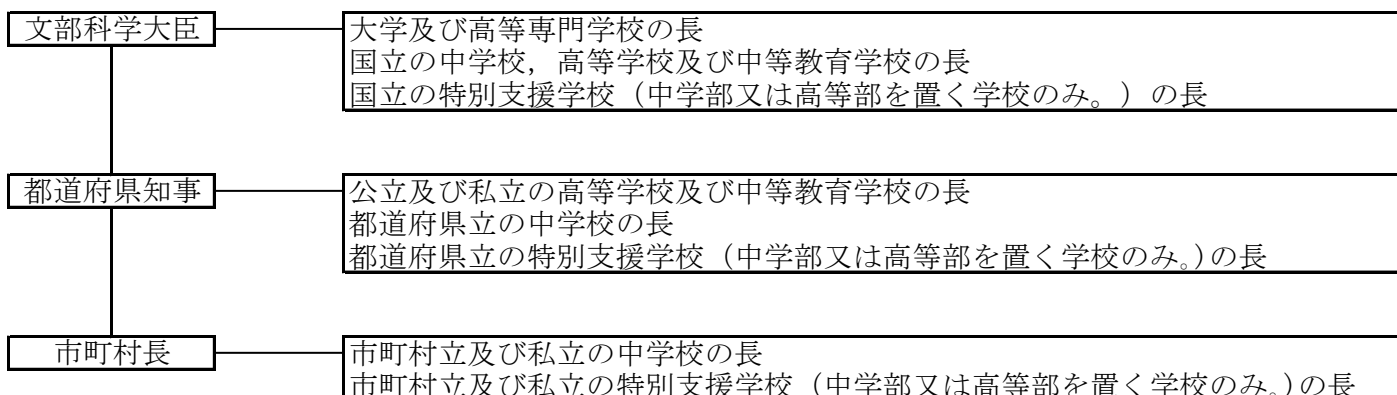 文部科学大臣
大学及び高等専門学校の長
国立の中学校，高等学校及び中等教育学校の長
国立の特別支援学校（中学部又は高等部を置く学校のみ。）の長
都道府県知事
公立及び私立の高等学校及び中等教育学校の長
都道府県立の中学校の長
都道府県立の特別支援学校（中学部又は高等部を置く学校のみ。)の長
市町村長
市町村立及び私立の中学校の長
市町村立及び私立の特別支援学校（中学部又は高等部を置く学校のみ。)の長